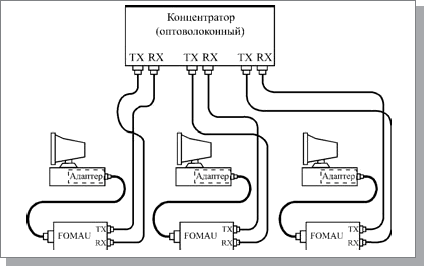 Концентратор
(оптоволоконный)
TX RX TX RX TX RX
Адаптер Адаптер Адаптер
TX TX TX
FOMAU FOMAU FOMAU
RX RX RX